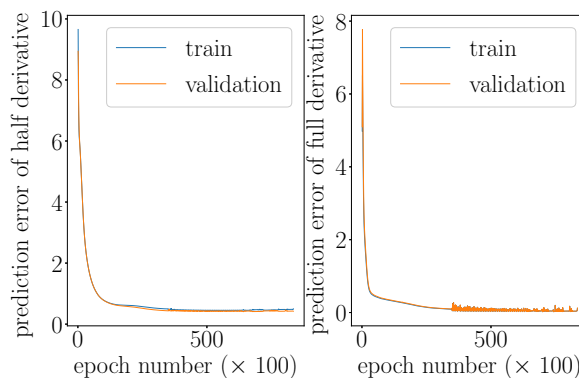 prediction error of half derivative
10
8
6
4
2
0
train
validation
0
500
epoch number (× 100)
prediction error of full derivative
8
6
4
2
0
train
validation
0
500
epoch number (× 100)